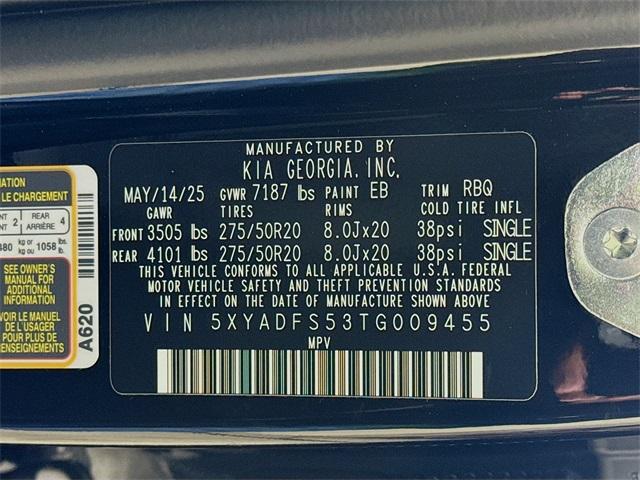 MANUFACTURED BY
KIA GEORGIA, INC.
MAY/14/25 GVWR 7187 lbs PAINT EB TRIM RBQ
GAWR TIRES RIMS COLD TIRE INFL
FRONT 3505 lbs 275/50R20 8.0Jx20 38psi SINGLE
REAR 4101 lbs 275/50R20 8.0Jx20 38psi SINGLE
THIS VEHICLE CONFORMS TO ALL APPLICABLE U.S.A. FEDERAL
MOTOR VEHICLE SAFETY AND THEFT PREVENTION STANDARDS
IN EFFECT ON THE DATE OF MANUFACTURE SHOWN ABOVE.
VIN 5XYADFS53TG009455
MPV
LE CHARGEMENT
2 REAR ARRIÈRE 4
kg or kg ou 1058 lbs. lb.
SEE OWNER'S
MANUAL FOR
ADDITIONAL
INFORMATION
VOIR LE MANUEL
DE L'USAGER
POUR PLUS DE
RENSEIGNEMENTS
A620